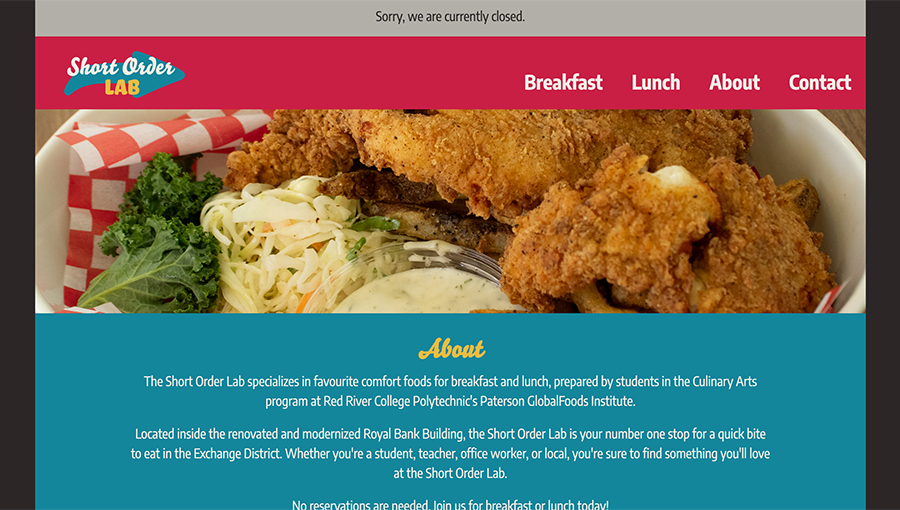 Sorry, we are currently closed.
Short Order
LAB
Breakfast Lunch About Contact
About
The Short Order Lab specializes in favourite comfort foods for breakfast and lunch, prepared by students in the Culinary Arts
program at Red River College Polytechnic's Paterson GlobalFoods Institute.
Located inside the renovated and modernized Royal Bank Building, the Short Order Lab is your number one stop for a quick bite
to eat in the Exchange District. Whether you're a student, teacher, office worker, or local, you're sure to find something you'll love
at the Short Order Lab.
No reservations are needed. Join us for breakfast or lunch today!